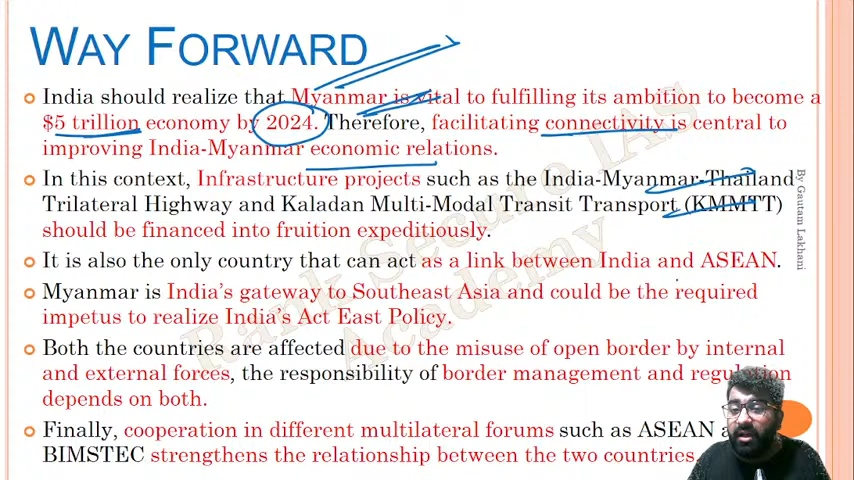 WAY FORWARD
India should realize that Myanmar is vital to fulfilling its ambition to become a
$5 trillion economy by 2024. Therefore, facilitating connectivity is central to
improving India-Myanmar economic relations.
In this context, Infrastructure projects such as the India-Myanmar-Thailand
Trilateral Highway and Kaladan Multi-Modal Transit Transport (KMMTT)
should be financed into fruition expeditiously.
It is also the only country that can act as a link between India and ASEAN.
Myanmar is India's gateway to Southeast Asia and could be the required
impetus to realize India's Act East Policy.
Both the countries are affected due to the misuse of open border by internal
and external forces, the responsibility of border management and regulation
depends on both.
Finally, cooperation in different multilateral forums such as ASEAN
BIMSTEC strengthens the relationship between the two countries.
By Gautam Lakhani
Rank Secure IAS
Academy